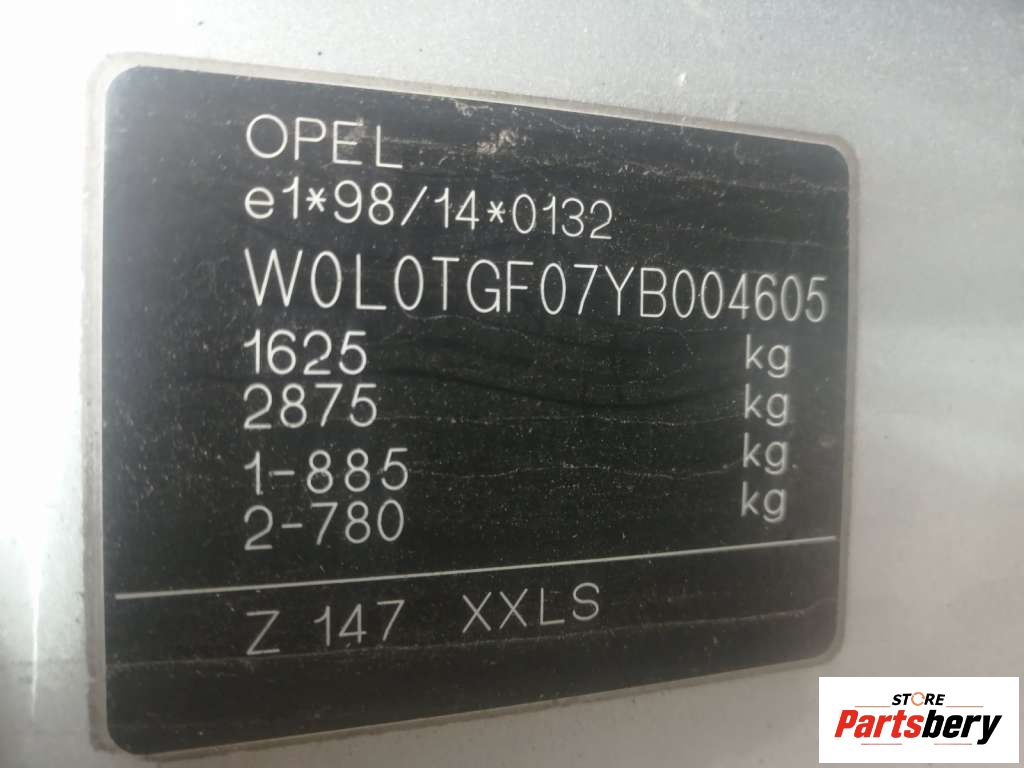 OPEL
e1*98/14*0132
W0L0TGF07YB004605
1625 kg
2875 kg
1-885 kg
2-780 kg
Z 147 XXLS
STORE
Partsbery